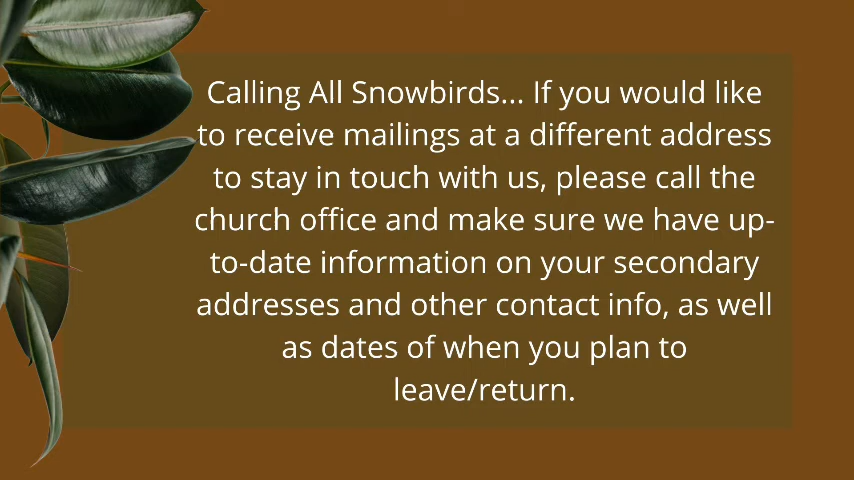 Calling All Snowbirds... If you would like
to receive mailings at a different address
to stay in touch with us, please call the
church office and make sure we have up-
to-date information on your secondary
addresses and other contact info, as well
as dates of when you plan to
leave/return.